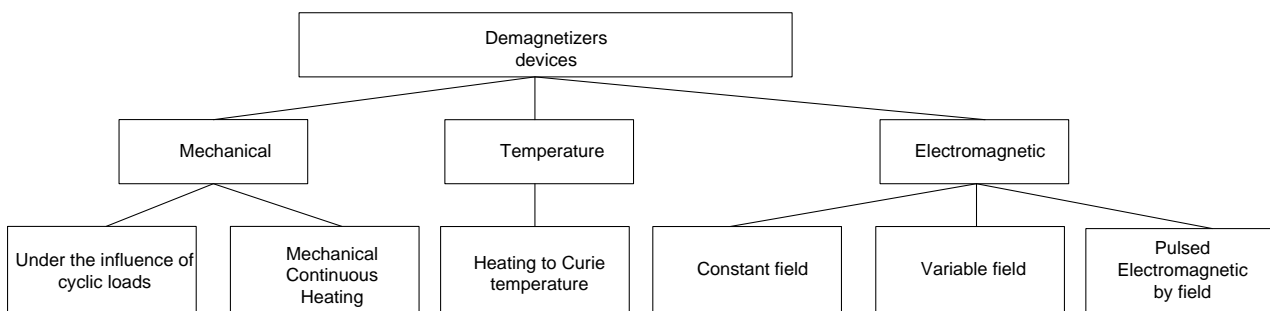 Demagnetizers
devices
Mechanical
Temperature
Electromagnetic
Under the influence of
cyclic loads
Mechanical
Continuous
Heating
Heating to Curie
temperature
Constant field
Variable field
Pulsed
Electromagnetic
by field